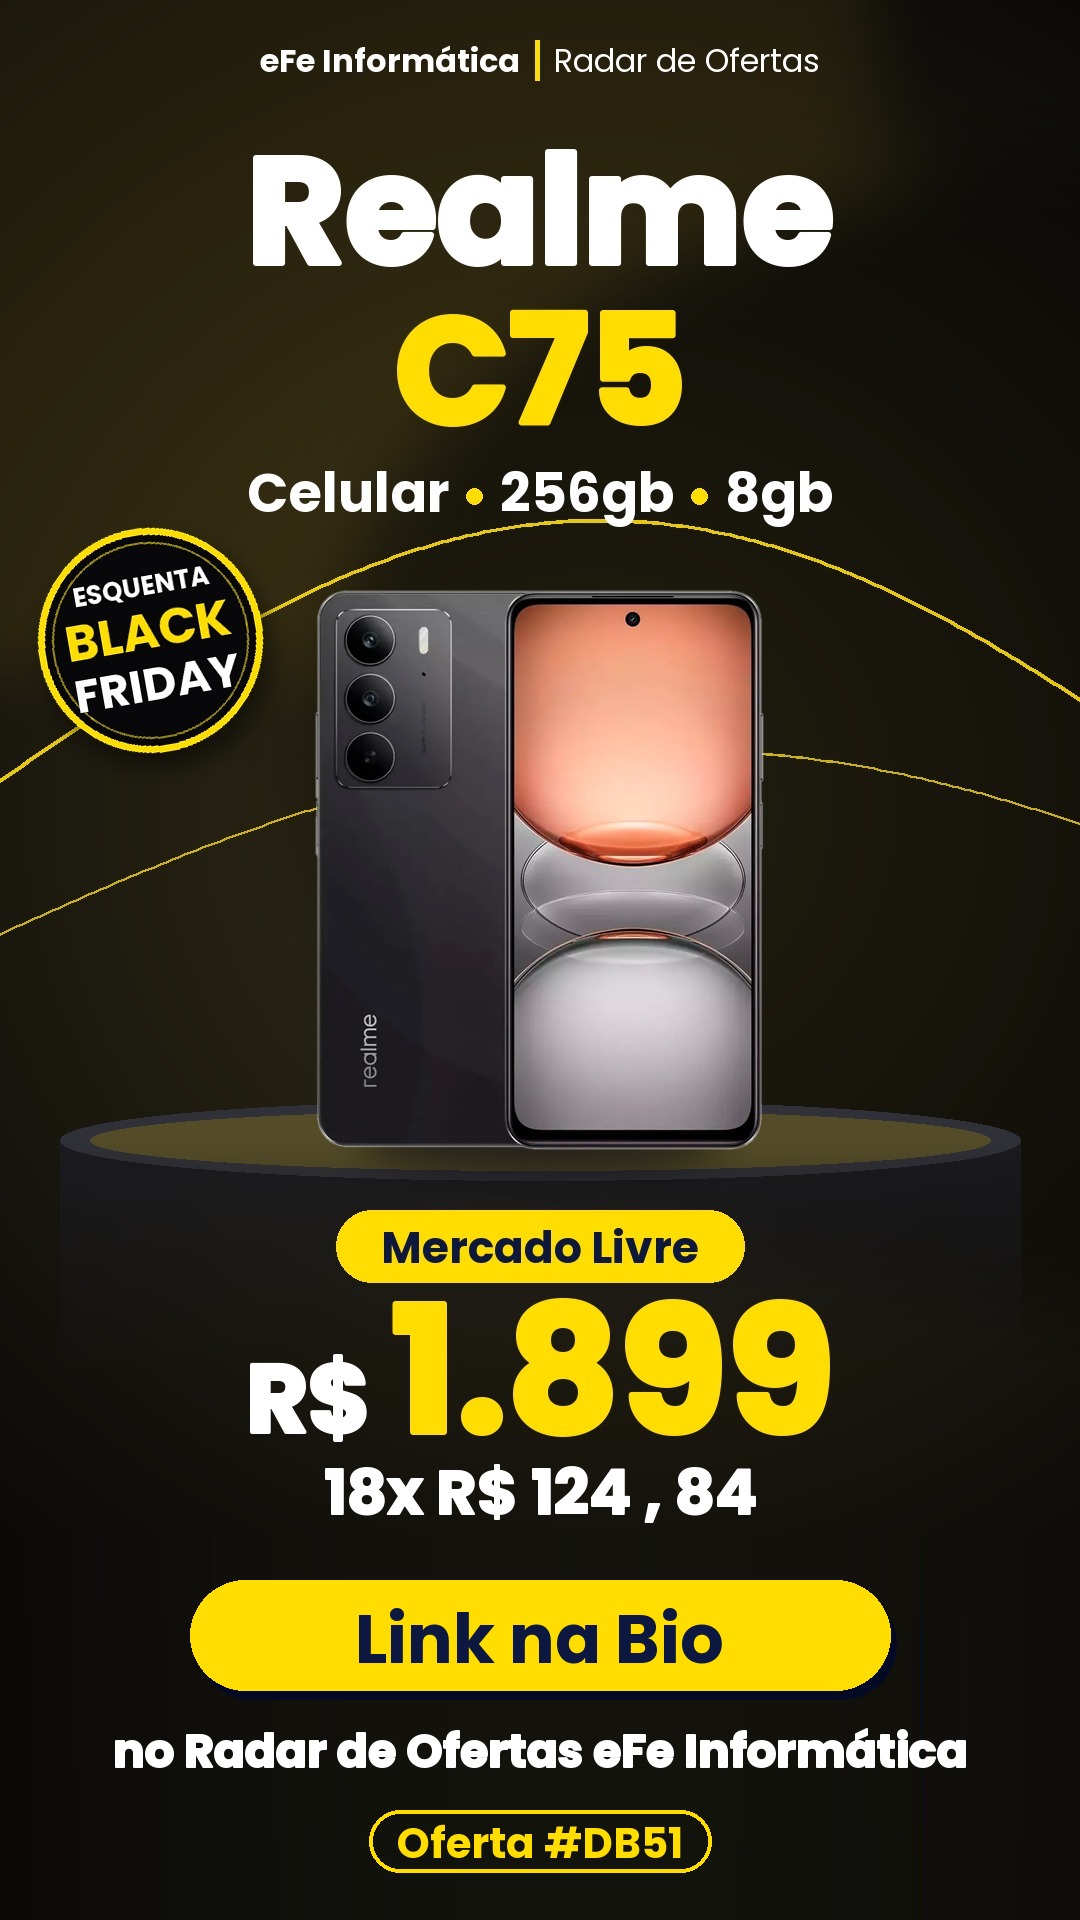 eFe Informática | Radar de Ofertas
Realme
C75
Celular • 256gb • 8gb
ESQUENTA
BLACK
FRIDAY
realme
Mercado Livre
R$ 1.899
18x R$ 124 , 84
Link na Bio
no Radar de Ofertas eFe Informática
Oferta #DB51